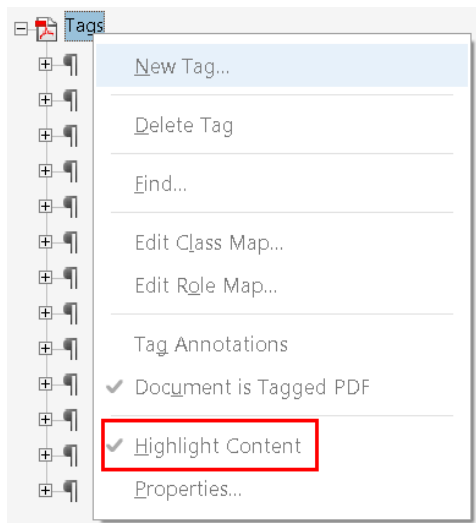 Tags
New Tag...
Delete Tag
Find...
Edit Class Map...
Edit Role Map...
Tag Annotations
Document is Tagged PDF
Highlight Content
Properties...